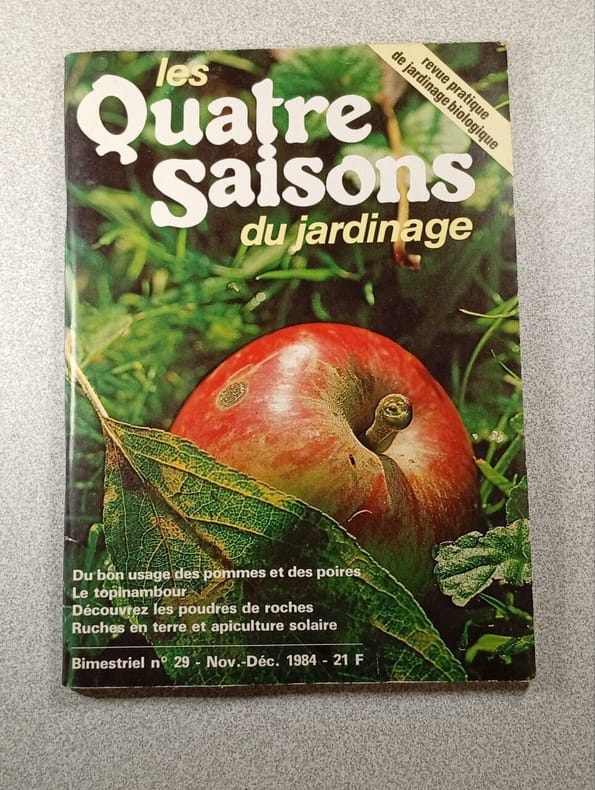 les
Quatre
saisons
du jardinage
revue pratique
de jardinage biologique
Du bon usage des pommes et des poires
Le topinambour
Découvrez les poudres de roches
Ruches en terre et apiculture solaire
Bimestriel n° 29 - Nov.-Déc. 1984 - 21 F